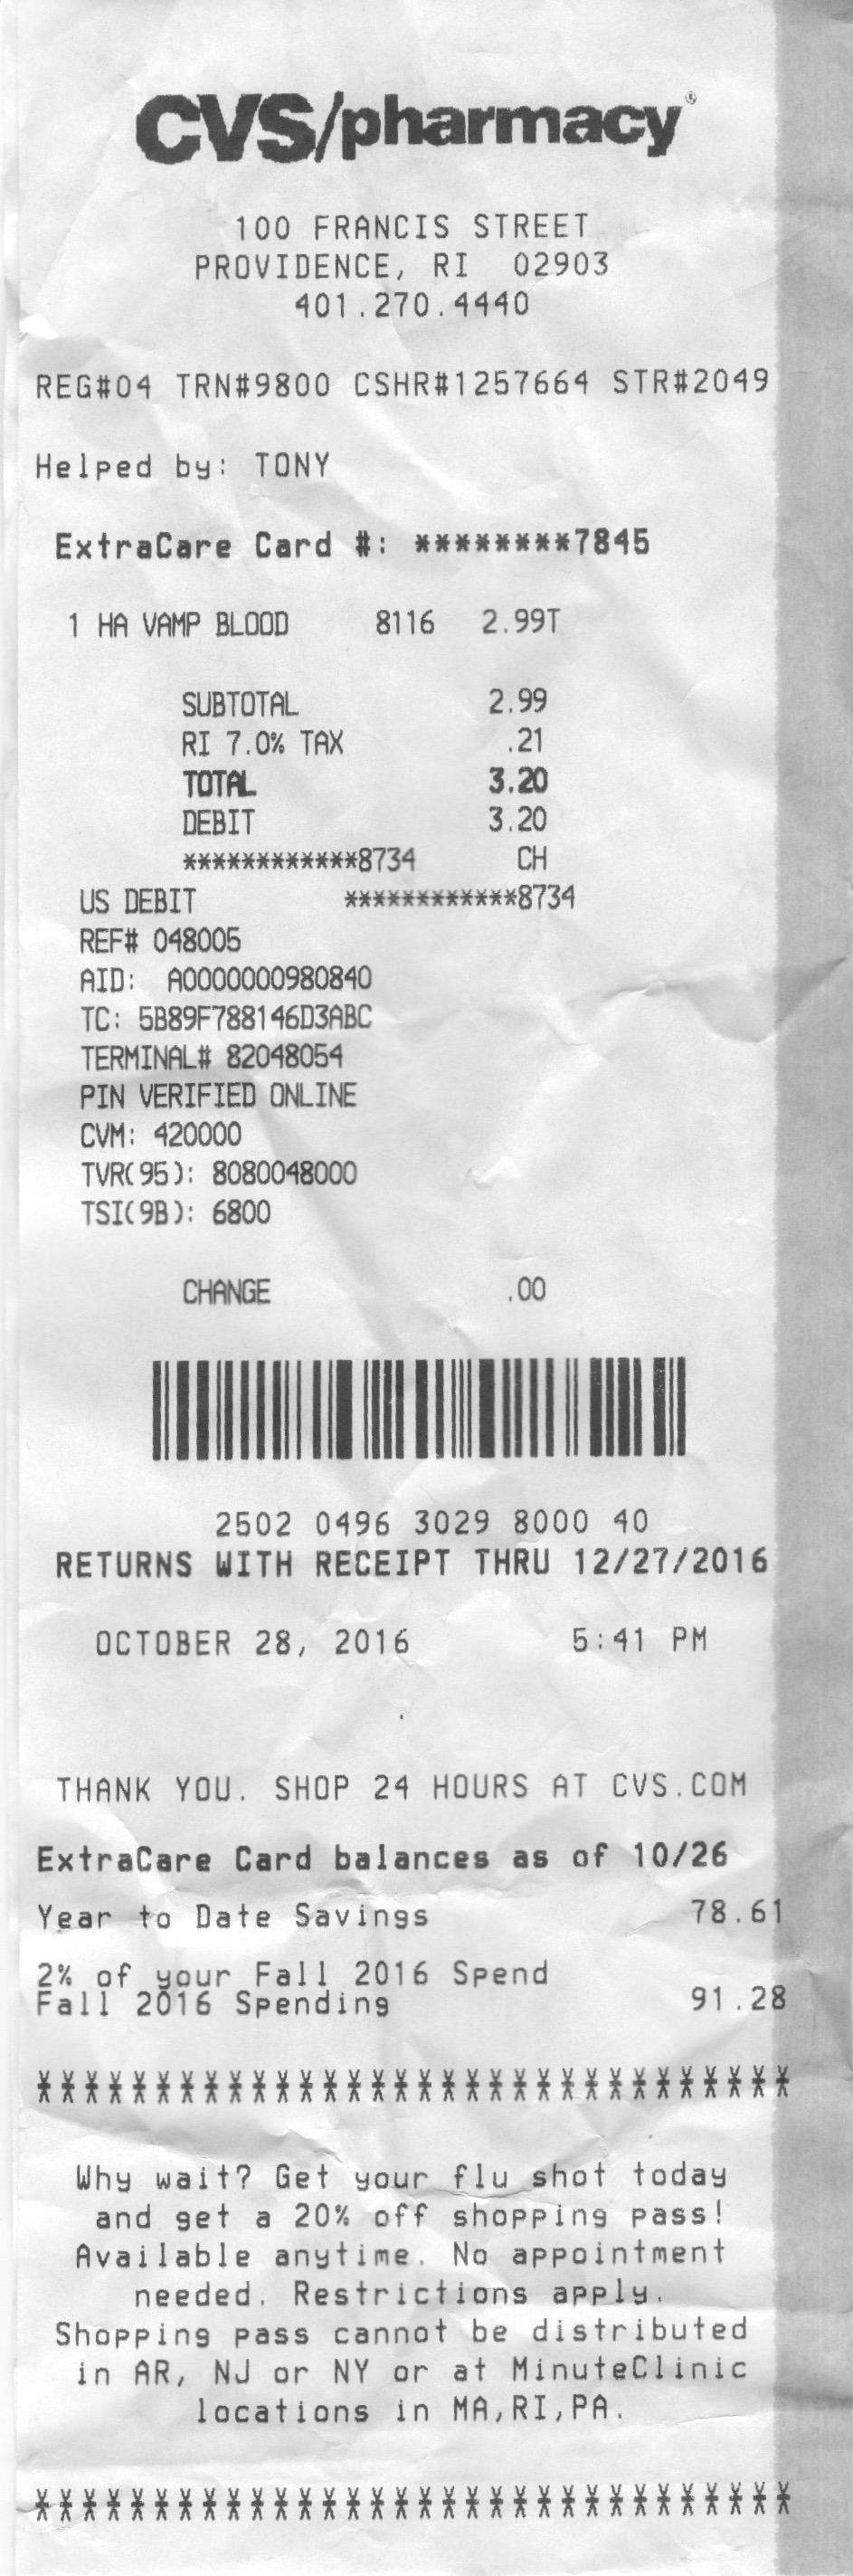 CVS/pharmacy®
100 FRANCIS STREET
PROVIDENCE, RI 02903
401.270.4440
REG#04 TRN#9800 CSHR#1257664 STR#2049
Helped by: TONY
ExtraCare Card #: ********7845
1 HA VAMP BLOOD 8116 2.99T
SUBTOTAL 2.99
RI 7.0% TAX .21
TOTAL 3.20
DEBIT 3.20
************8734 CH
US DEBIT ************8734
REF# 048005
AID: A0000000980840
TC: 5B89F788146D3ABC
TERMINAL# 82048054
PIN VERIFIED ONLINE
CVM: 420000
TVR(95): 8080048000
TSI(9B): 6800
CHANGE .00
2502 0496 3029 8000 40
RETURNS WITH RECEIPT THRU 12/27/2016
OCTOBER 28, 2016 5:41 PM
THANK YOU. SHOP 24 HOURS AT CVS.COM
ExtraCare Card balances as of 10/26
Year to Date Savings 78.61
2% of your Fall 2016 Spend
Fall 2016 Spending 91.28
********************************
Why wait? Get your flu shot today
and get a 20% off shopping pass!
Available anytime. No appointment
needed. Restrictions apply.
Shopping pass cannot be distributed
in AR, NJ or NY or at MinuteClinic
locations in MA,RI,PA.
********************************